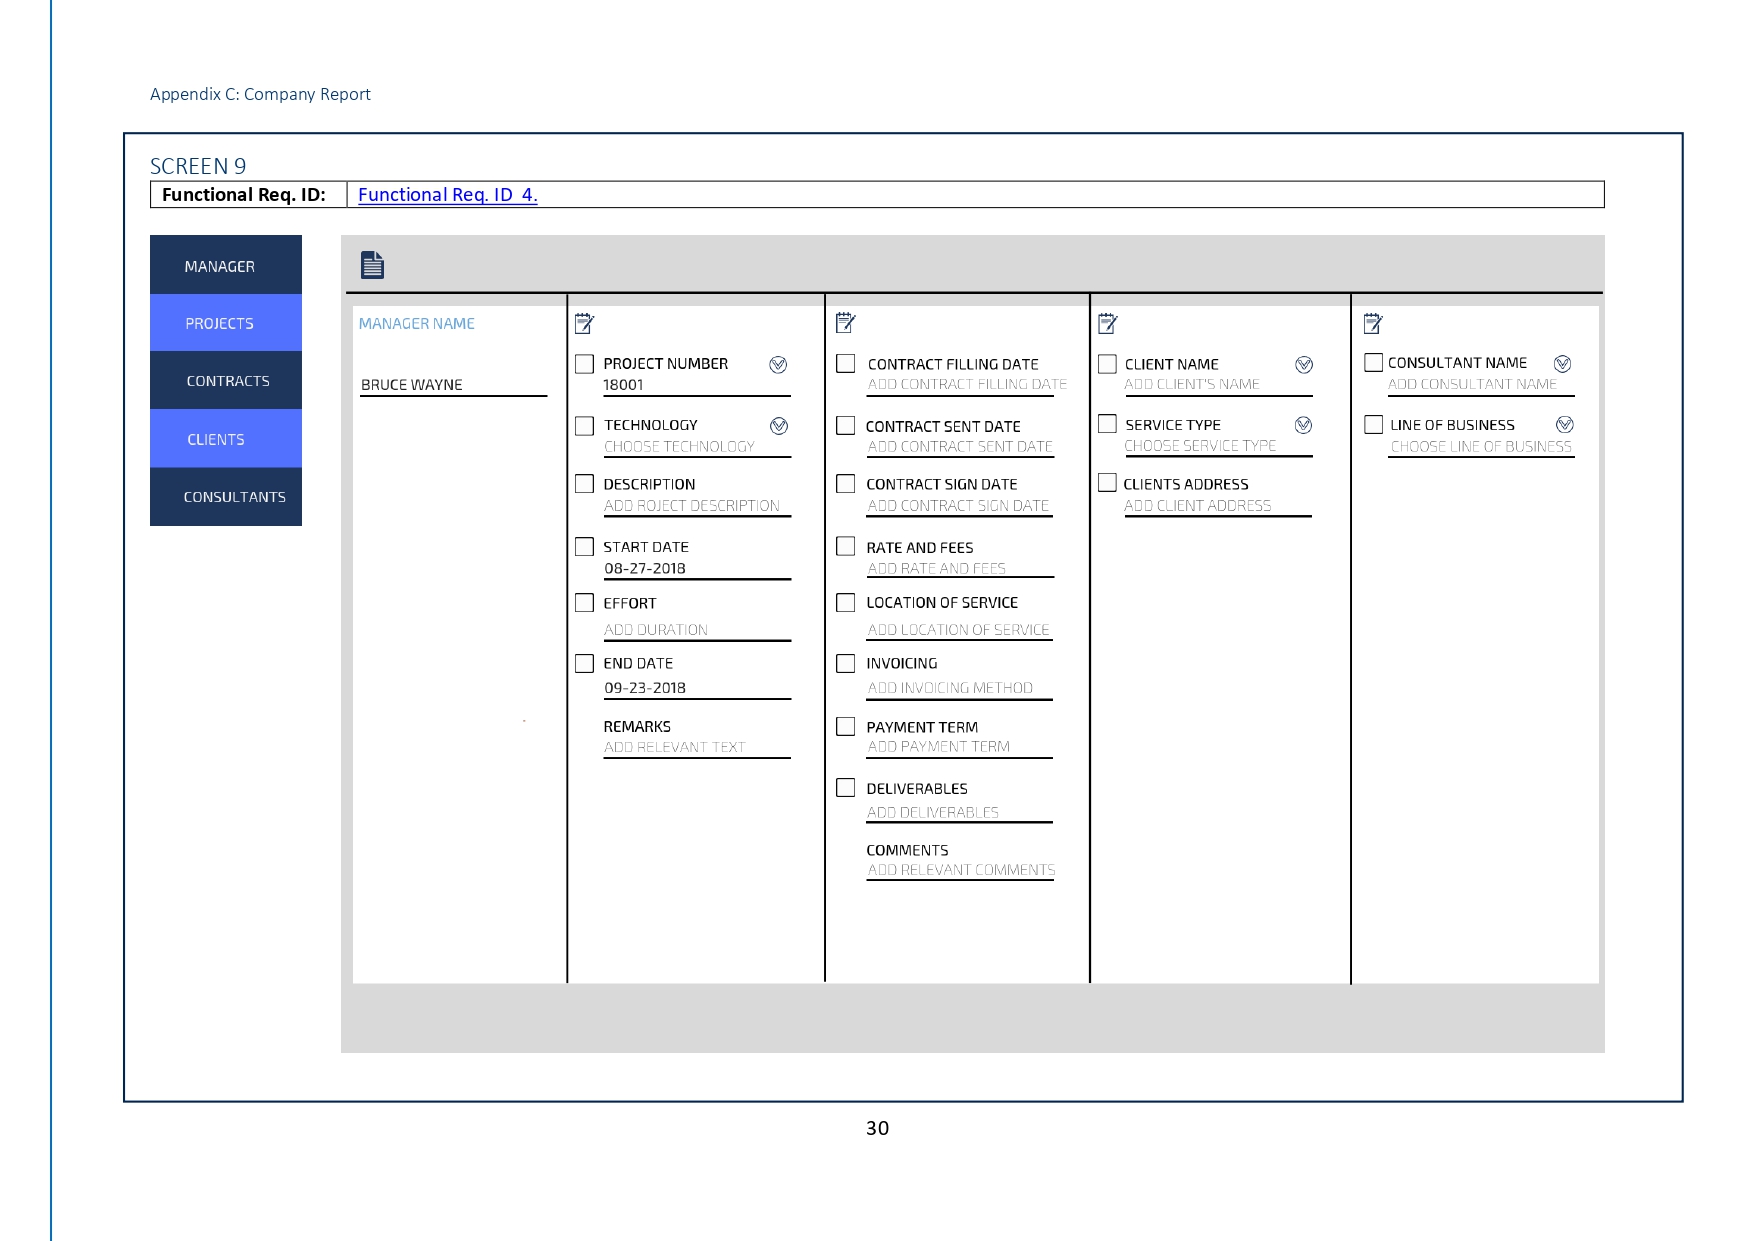 Appendix C: Company Report
SCREEN 9
Functional Req. ID: Functional Req. ID  4.
MANAGER
PROJECTS
CONTRACTS
CLIENTS
CONSULTANTS
MANAGER NAME
BRUCE WAYNE
PROJECT NUMBER
18001
TECHNOLOGY
CHOOSE TECHNOLOGY
DESCRIPTION
ADD ROJECT DESCRIPTION
START DATE
08-27-2018
EFFORT
ADD DURATION
END DATE
09-23-2018
REMARKS
ADD RELEVANT TEXT
CONTRACT FILLING DATE
ADD CONTRACT FILLING DATE
CONTRACT SENT DATE
ADD CONTRACT SENT DATE
CONTRACT SIGN DATE
ADD CONTRACT SIGN DATE
RATE AND FEES
ADD RATE AND FEES
LOCATION OF SERVICE
ADD LOCATION OF SERVICE
INVOICING
ADD INVOICING METHOD
PAYMENT TERM
ADD PAYMENT TERM
DELIVERABLES
ADD DELIVERABLES
COMMENTS
ADD RELEVANT COMMENTS
CLIENT NAME
ADD CLIENT'S NAME
SERVICE TYPE
CHOOSE SERVICE TYPE
CLIENTS ADDRESS
ADD CLIENT ADDRESS
CONSULTANT NAME
ADD CONSULTANT NAME
LINE OF BUSINESS
CHOOSE LINE OF BUSINESS
30